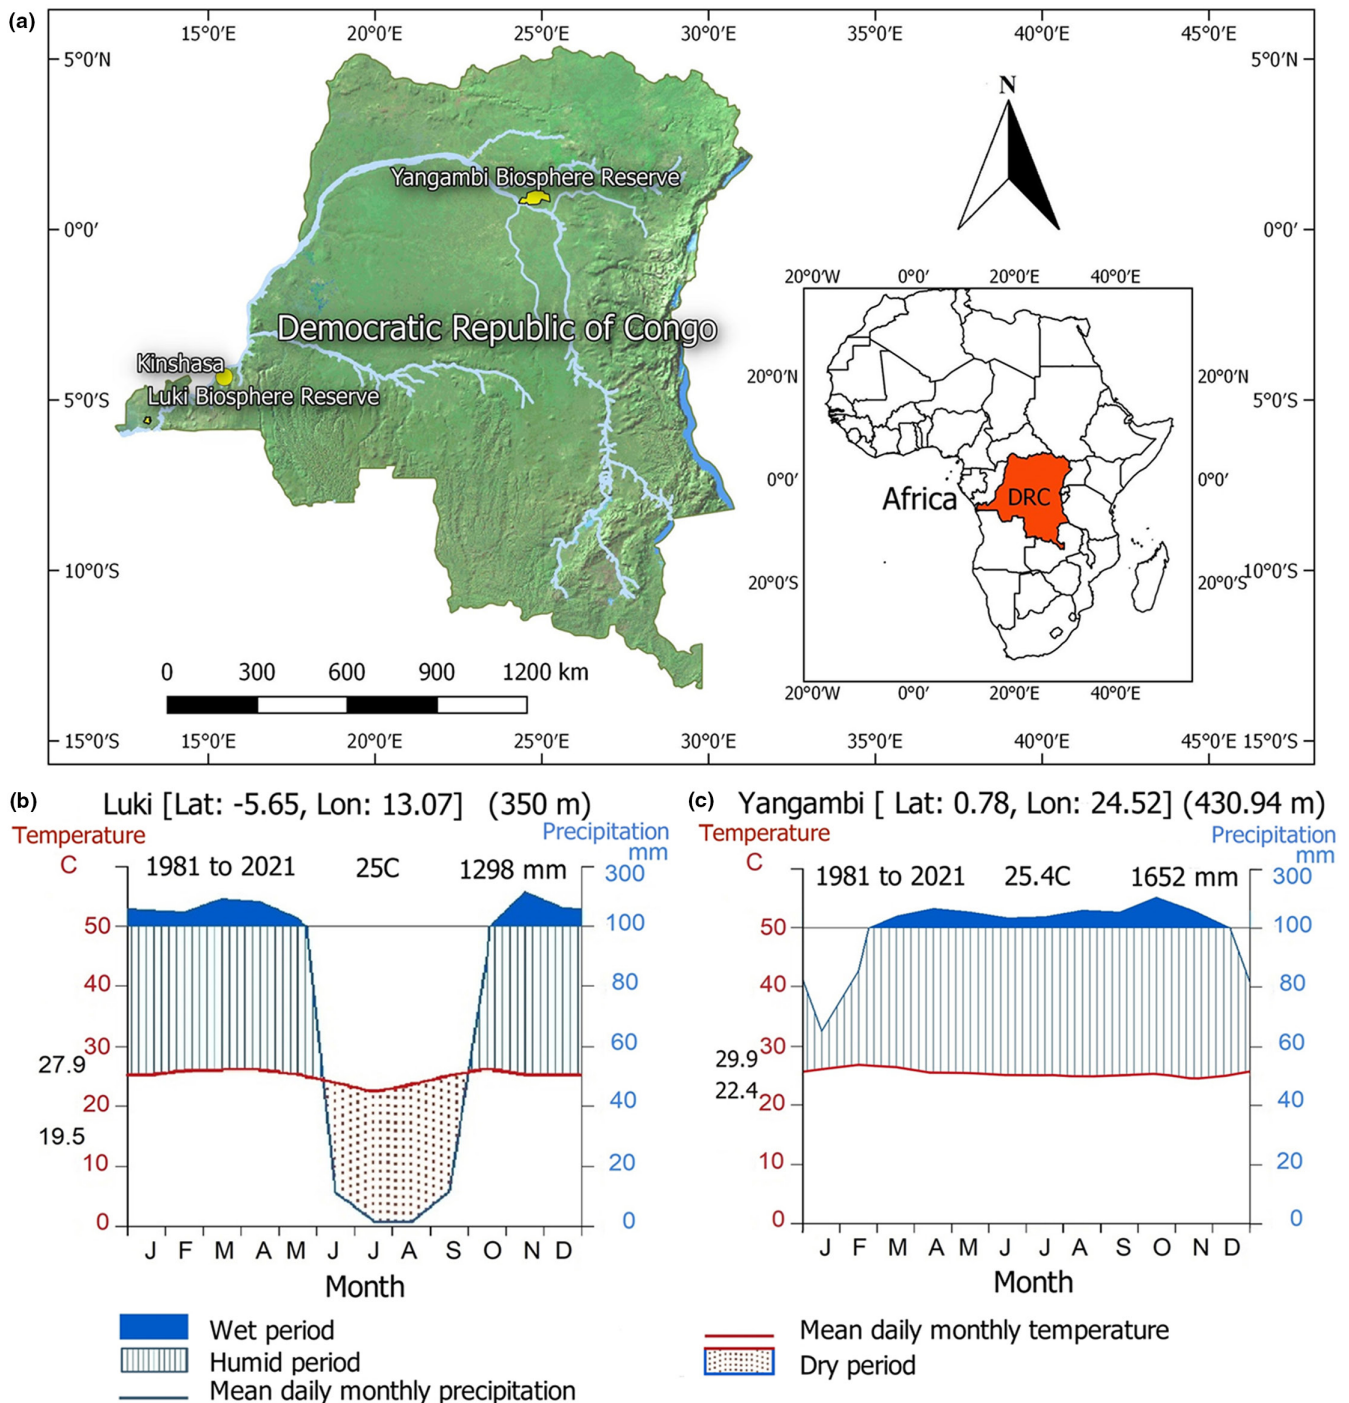 (a)
15°0′E 20°0′E 25°0′E 30°0′E 35°0′E 40°0′E 45°0′E
5°0′N 5°0′N
N
Yangambi Biosphere Reserve
0°0′ 0°0′
20°0′W 0°0′ 20°0′E 40°0′E
Democratic Republic of Congo
Kinshasa
20°0′N 20°0′N
Luki Biosphere Reserve
5°0′S 5°0′S
0°0′ 0°0′
Africa DRC
10°0′S 10°0′S
20°0′S 20°0′S
0 300 600 900 1200 km
20°0′W 0°0′ 20°0′E 40°0′E
15°0′S 15°0′E 20°0′E 25°0′E 30°0′E 35°0′E 40°0′E 45°0′E 15°0′S
(b) Luki [Lat: -5.65, Lon: 13.07] (350 m)
Temperature Precipitation
C mm
1981 to 2021 25C 1298 mm
300
50 100
40 80
30 60
27.9
20 40
19.5
10 20
0 0
J F M A M J J A S O N D
Month
(c) Yangambi [ Lat: 0.78, Lon: 24.52] (430.94 m)
Temperature Precipitation
C mm
1981 to 2021 25.4C 1652 mm
300
50 100
40 80
30 60
29.9
22.4
20 40
10 20
0 0
J F M A M J J A S O N D
Month
Wet period
Humid period
Mean daily monthly precipitation
Mean daily monthly temperature
Dry period